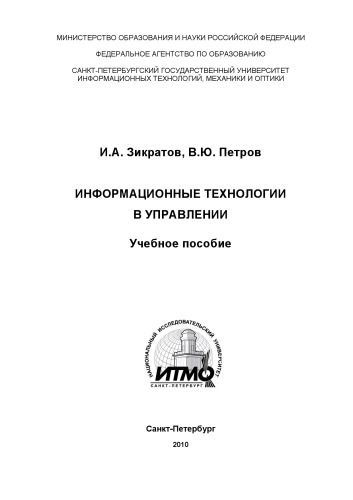 МИНИСТЕРСТВО ОБРАЗОВАНИЯ И НАУКИ РОССИЙСКОЙ ФЕДЕРАЦИИ
ФЕДЕРАЛЬНОЕ АГЕНТСТВО ПО ОБРАЗОВАНИЮ
САНКТ-ПЕТЕРБУРГСКИЙ ГОСУДАРСТВЕННЫЙ УНИВЕРСИТЕТ
ИНФОРМАЦИОННЫХ ТЕХНОЛОГИЙ, МЕХАНИКИ И ОПТИКИ
И.А. Зикратов, В.Ю. Петров
ИНФОРМАЦИОННЫЕ ТЕХНОЛОГИИ
В УПРАВЛЕНИИ
Учебное пособие
НАЦИОНАЛЬНЫЙ ИССЛЕДОВАТЕЛЬСКИЙ УНИВЕРСИТЕТ
ИТМО
САНКТ-ПЕТЕРБУРГ
Санкт-Петербург
2010